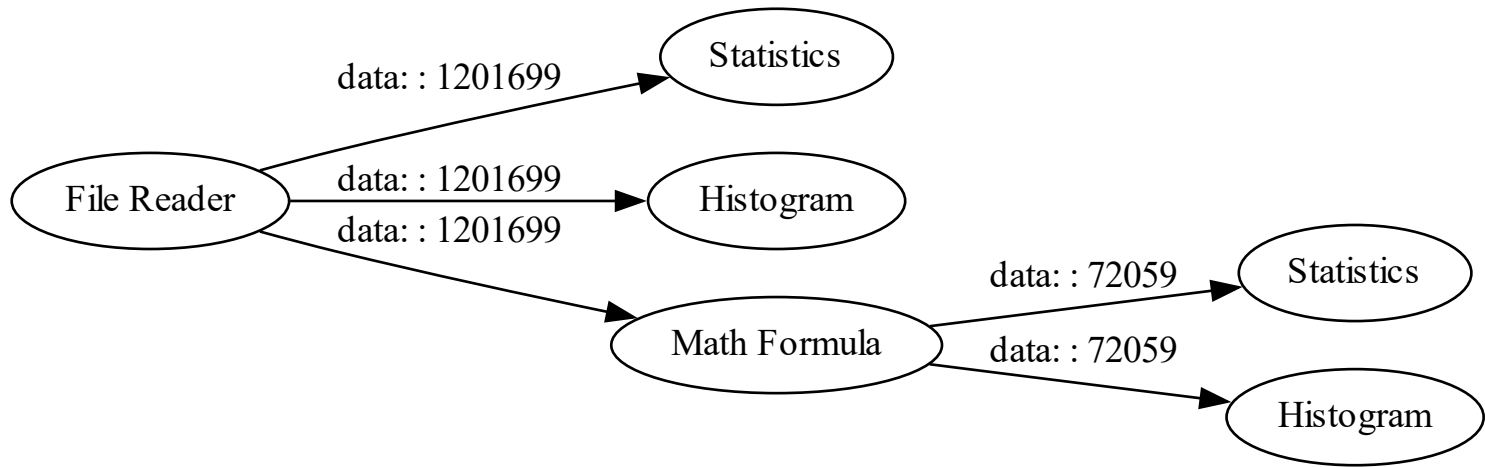 Statistics
data: : 1201699
File Reader
data: : 1201699
Histogram
data: : 1201699
Math Formula
data: : 72059
Statistics
data: : 72059
Histogram